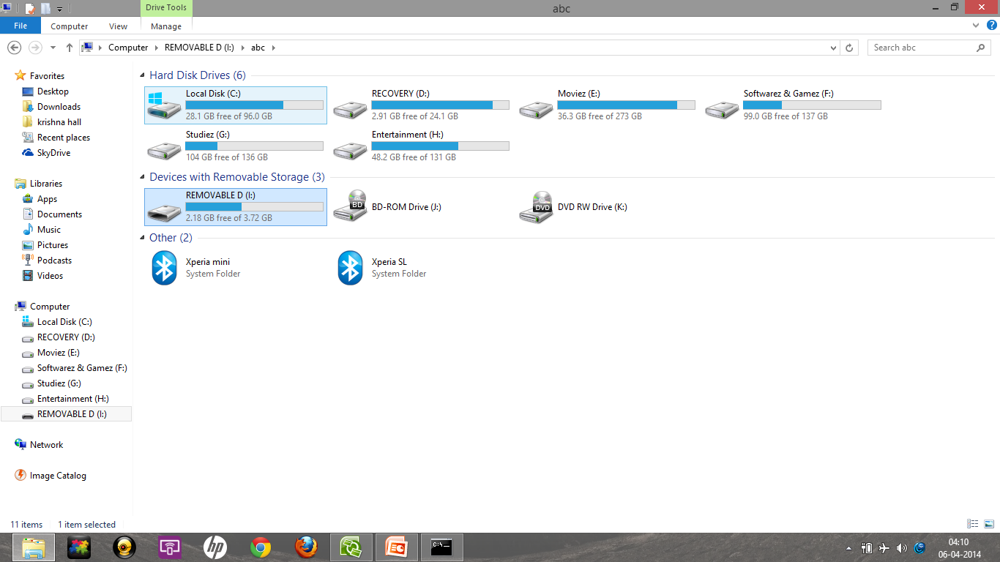 Drive Tools
abc
File
Computer
View
Manage
Computer
REMOVABLE D (I:)
abc
Search abc
Favorites
Desktop
Downloads
krishna hall
Recent places
SkyDrive
Libraries
Apps
Documents
Music
Pictures
Podcasts
Videos
Computer
Local Disk (C:)
RECOVERY (D:)
Moviez (E:)
Softwarez & Gamez (F:)
Studiez (G:)
Entertainment (H:)
REMOVABLE D (I:)
Network
Image Catalog
Hard Disk Drives (6)
Local Disk (C:)
28.1 GB free of 96.0 GB
RECOVERY (D:)
2.91 GB free of 24.1 GB
Moviez (E:)
36.3 GB free of 273 GB
Softwarez & Gamez (F:)
99.0 GB free of 137 GB
Studiez (G:)
104 GB free of 136 GB
Entertainment (H:)
48.2 GB free of 131 GB
Devices with Removable Storage (3)
REMOVABLE D (I:)
2.18 GB free of 3.72 GB
BD
BD-ROM Drive (J:)
DVD
DVD RW Drive (K:)
Other (2)
Xperia mini
System Folder
Xperia SL
System Folder
11 items
1 item selected
hp
C:\_
04:10
06-04-2014